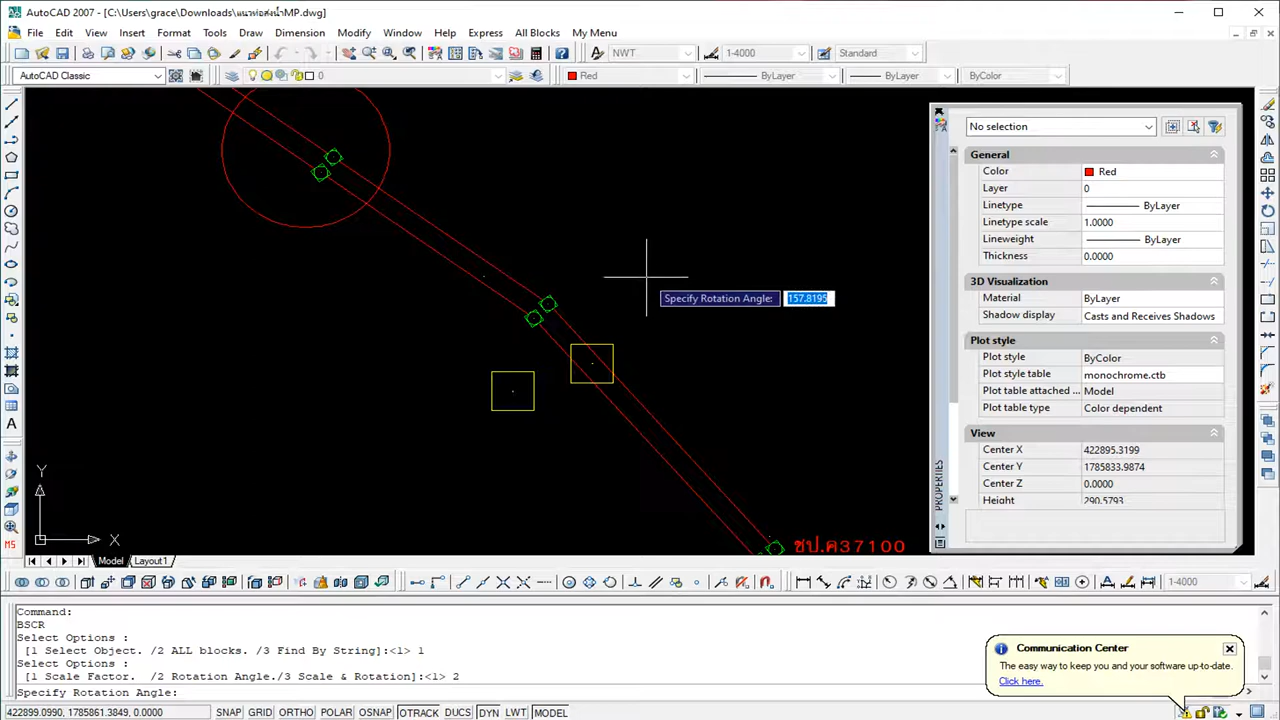 AutoCAD 2007 - [C:\Users\grace\Downloads\แนวท่อส่งน้ำMP.dwg]
File Edit View Insert Format Tools Draw Dimension Modify Window Help Express All Blocks My Menu
NWT 1-4000 Standard
AutoCAD Classic 0 Red ByLayer ByLayer ByColor
No selection
General
Color Red
Layer 0
Linetype ByLayer
Linetype scale 1.0000
Lineweight ByLayer
Thickness 0.0000
3D Visualization
Material ByLayer
Shadow display Casts and Receives Shadows
Plot style
Plot style ByColor
Plot style table monochrome.ctb
Plot table attached ... Model
Plot table type Color dependent
View
Center X 422895.3199
Center Y 1785833.9874
Center Z 0.0000
Height 290.5793
PROPERTIES
Specify Rotation Angle: 157.8195
ชป.ค37100
Y
X
MS
Model Layout1
1-4000
Command:
BSCR
Select Options :
[1 Select Object. /2 ALL blocks. /3 Find By String]:<1> 1
Select Options :
[1 Scale Factor. /2 Rotation Angle./3 Scale & Rotation]:<1> 2
Specify Rotation Angle:
Communication Center
The easy way to keep you and your software up-to-date.
Click here.
422899.0990, 1785861.3849, 0.0000 SNAP GRID ORTHO POLAR OSNAP OTRACK DUCS DYN LWT MODEL